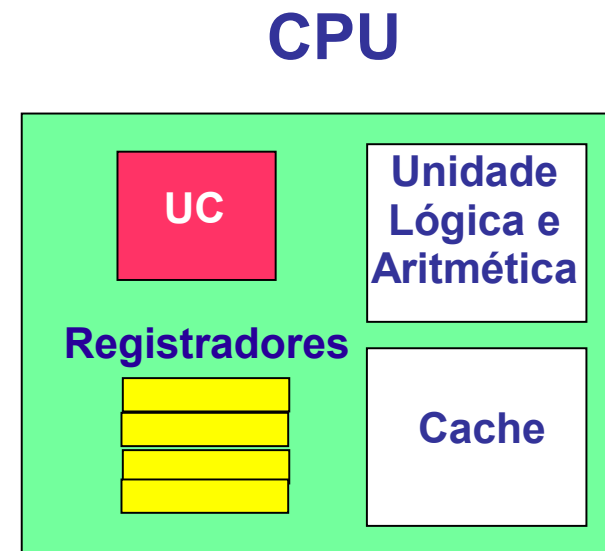 CPU
UC
Unidade
Lógica e
Aritmética
Registradores
Cache